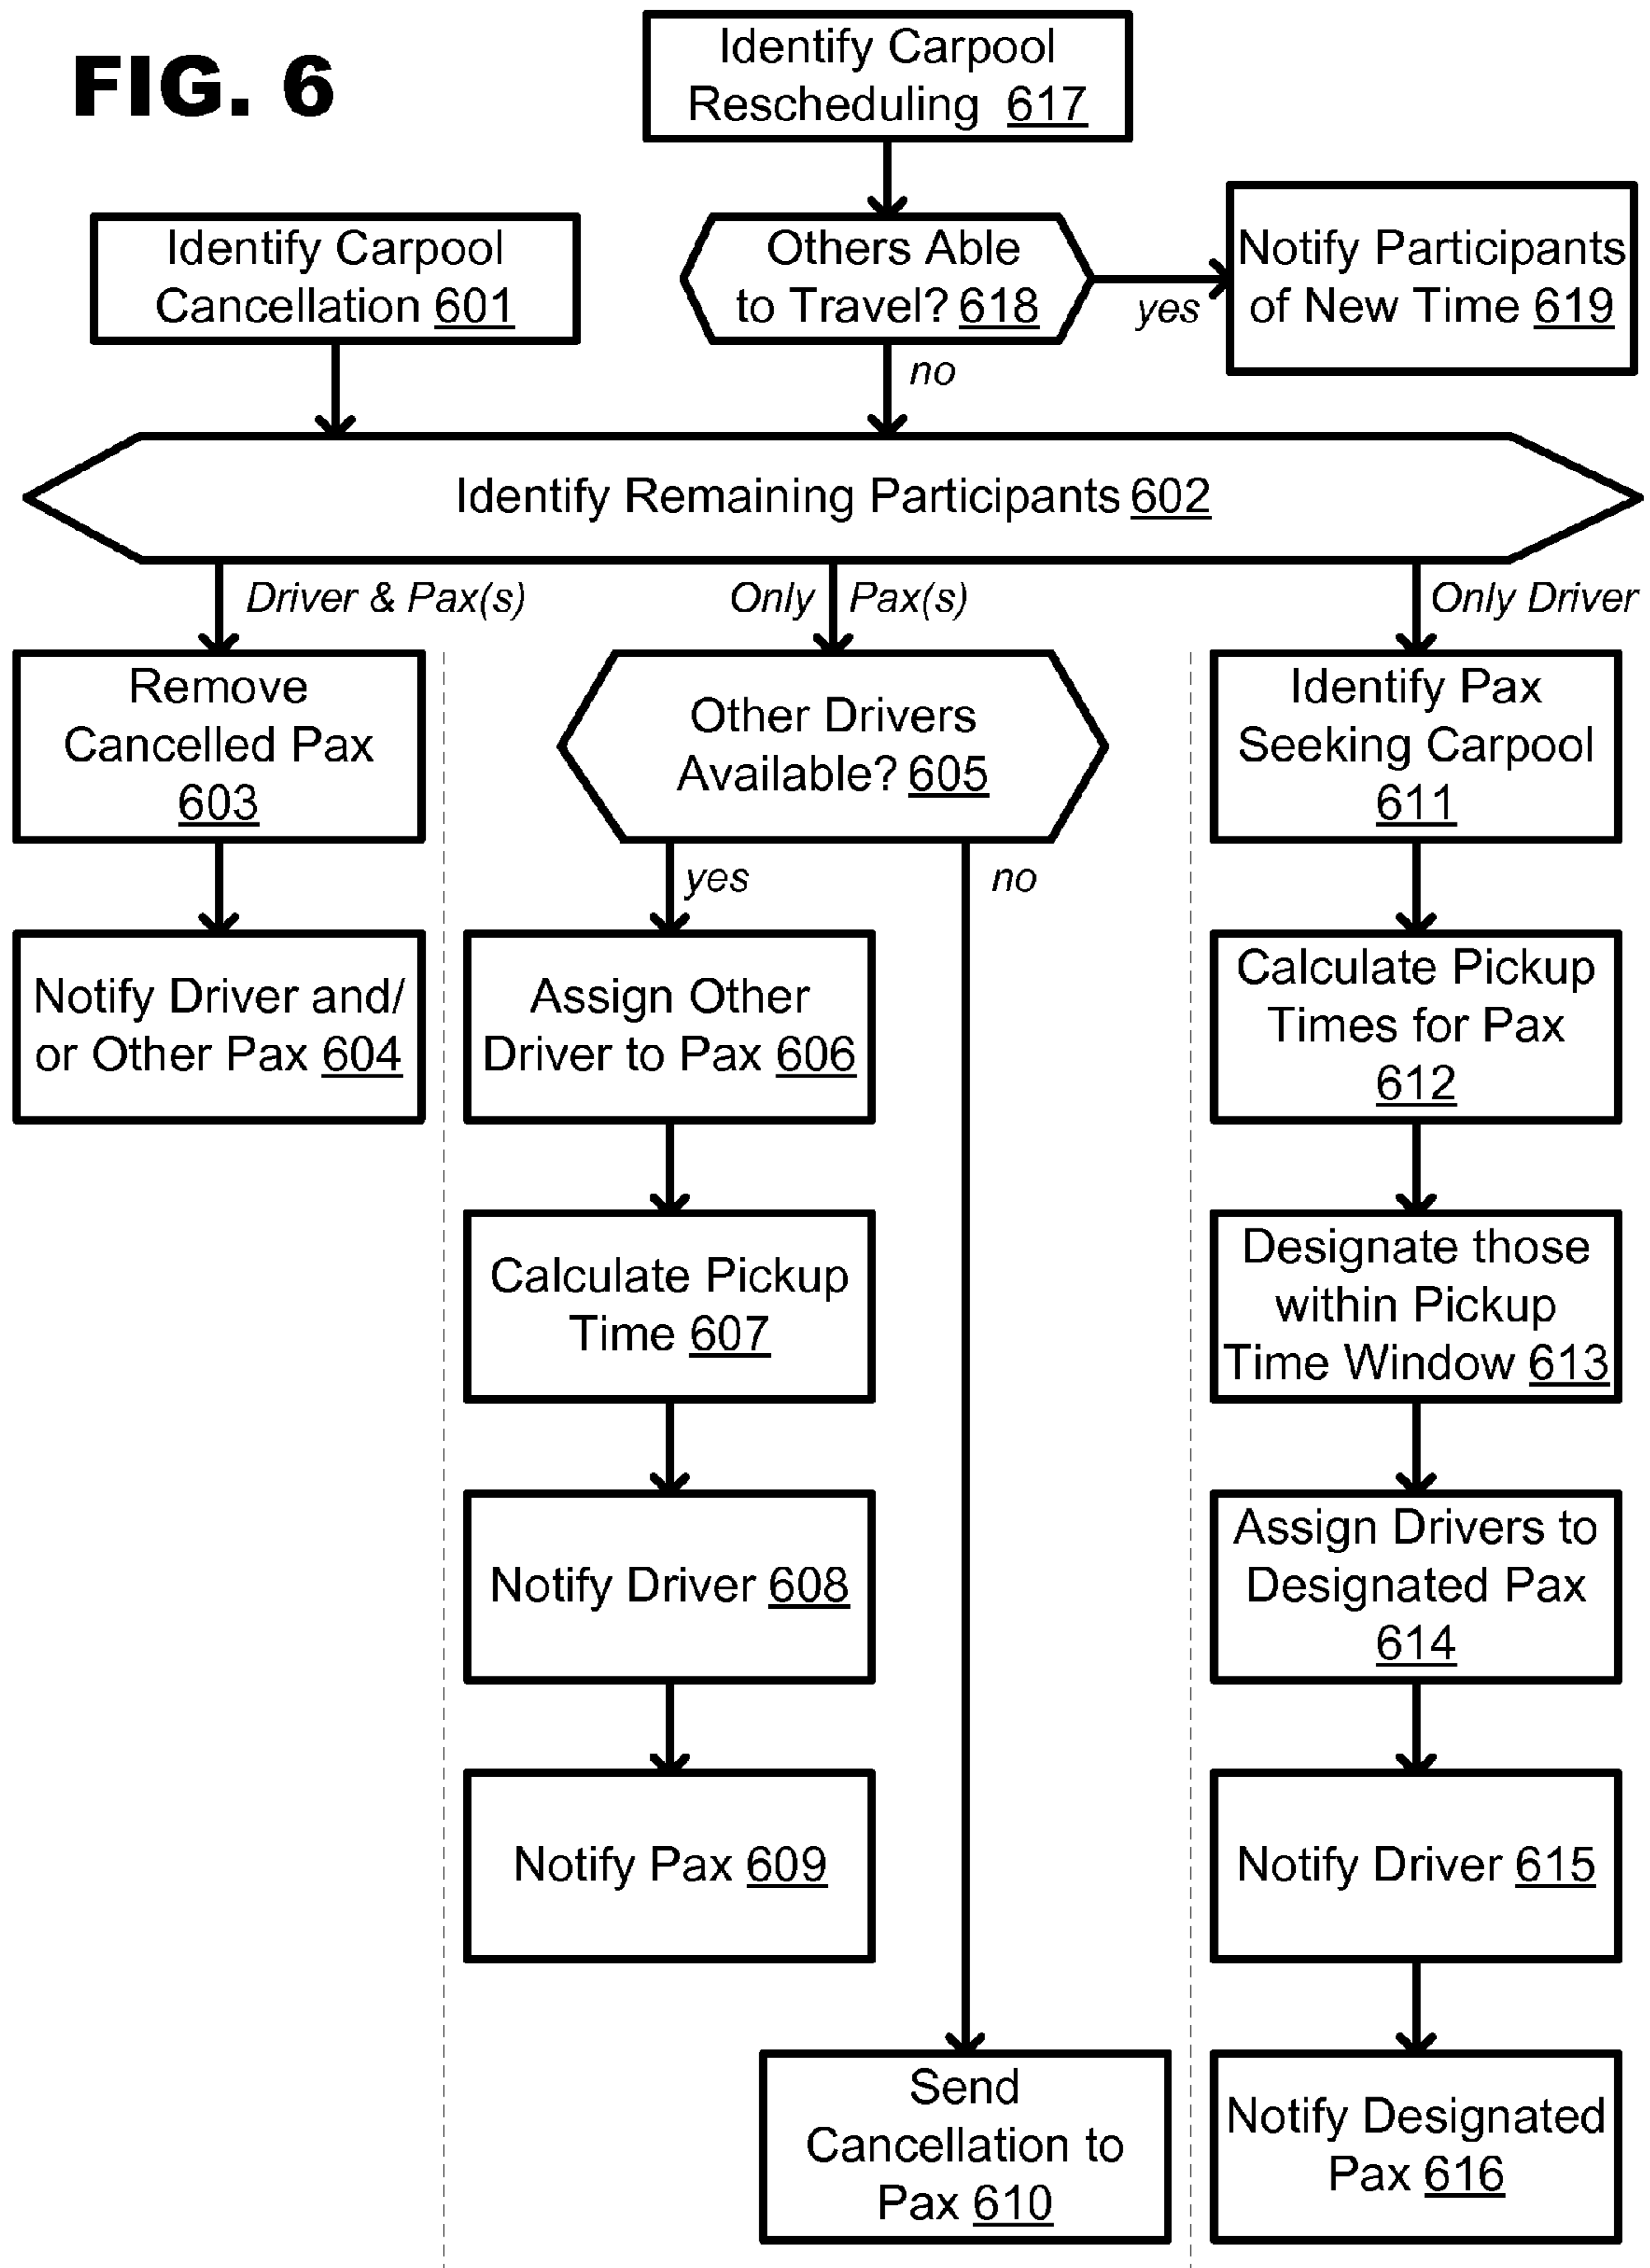 FIG. 6
Identify Carpool
Rescheduling 617
Identify Carpool
Cancellation 601
Others Able
to Travel? 618
yes
Notify Participants
of New Time 619
no
Identify Remaining Participants 602
Driver & Pax(s)
Only Pax(s)
Only Driver
Remove
Cancelled Pax
603
Notify Driver and/
or Other Pax 604
Other Drivers
Available? 605
yes
no
Assign Other
Driver to Pax 606
Calculate Pickup
Time 607
Notify Driver 608
Notify Pax 609
Send
Cancellation to
Pax 610
Identify Pax
Seeking Carpool
611
Calculate Pickup
Times for Pax
612
Designate those
within Pickup
Time Window 613
Assign Drivers to
Designated Pax
614
Notify Driver 615
Notify Designated
Pax 616